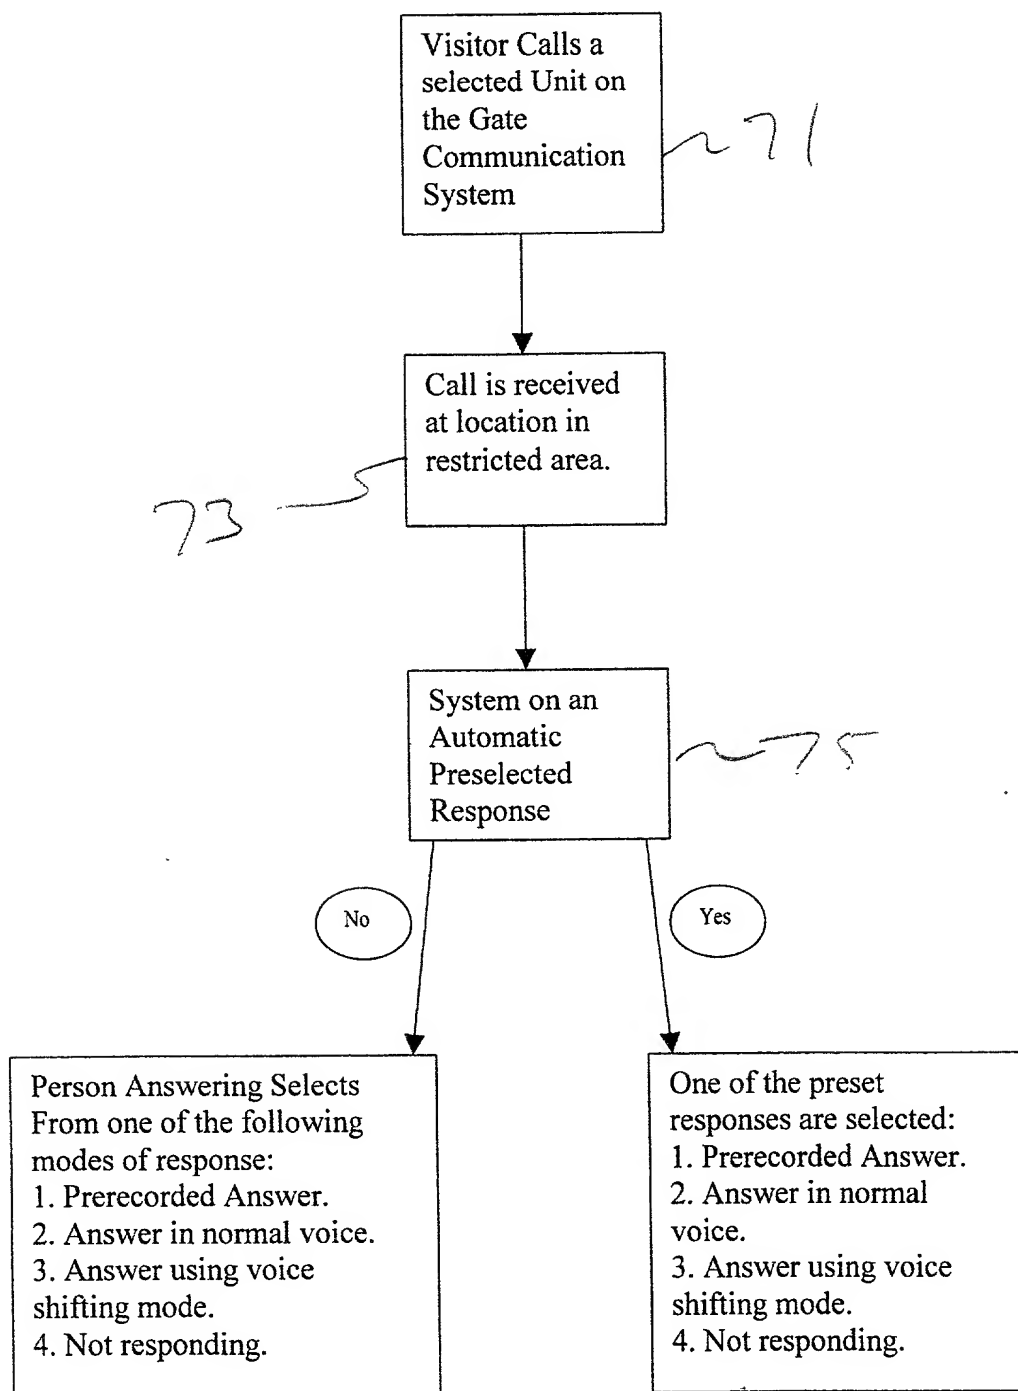 Visitor Calls a
selected Unit on
the Gate
Communication
System
71
Call is received
at location in
restricted area.
73
System on an
Automatic
Preselected
Response
75
No
Yes
Person Answering Selects
From one of the following
modes of response:
1. Prerecorded Answer.
2. Answer in normal voice.
3. Answer using voice
shifting mode.
4. Not responding.
One of the preset
responses are selected:
1. Prerecorded Answer.
2. Answer in normal
voice.
3. Answer using voice
shifting mode.
4. Not responding.